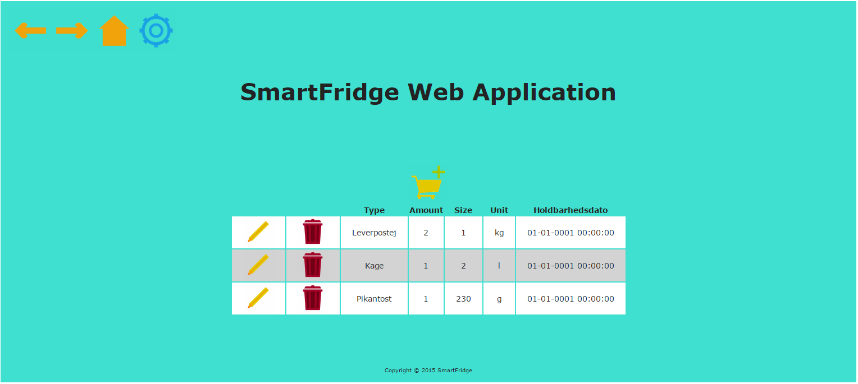 SmartFridge Web Application
Type Amount Size Unit Holdbarhedsdato
Leverpostej 2 1 kg 01-01-0001 00:00:00
Kage 1 2 l 01-01-0001 00:00:00
Pikantost 1 230 g 01-01-0001 00:00:00
Copyright © 2015 SmartFridge